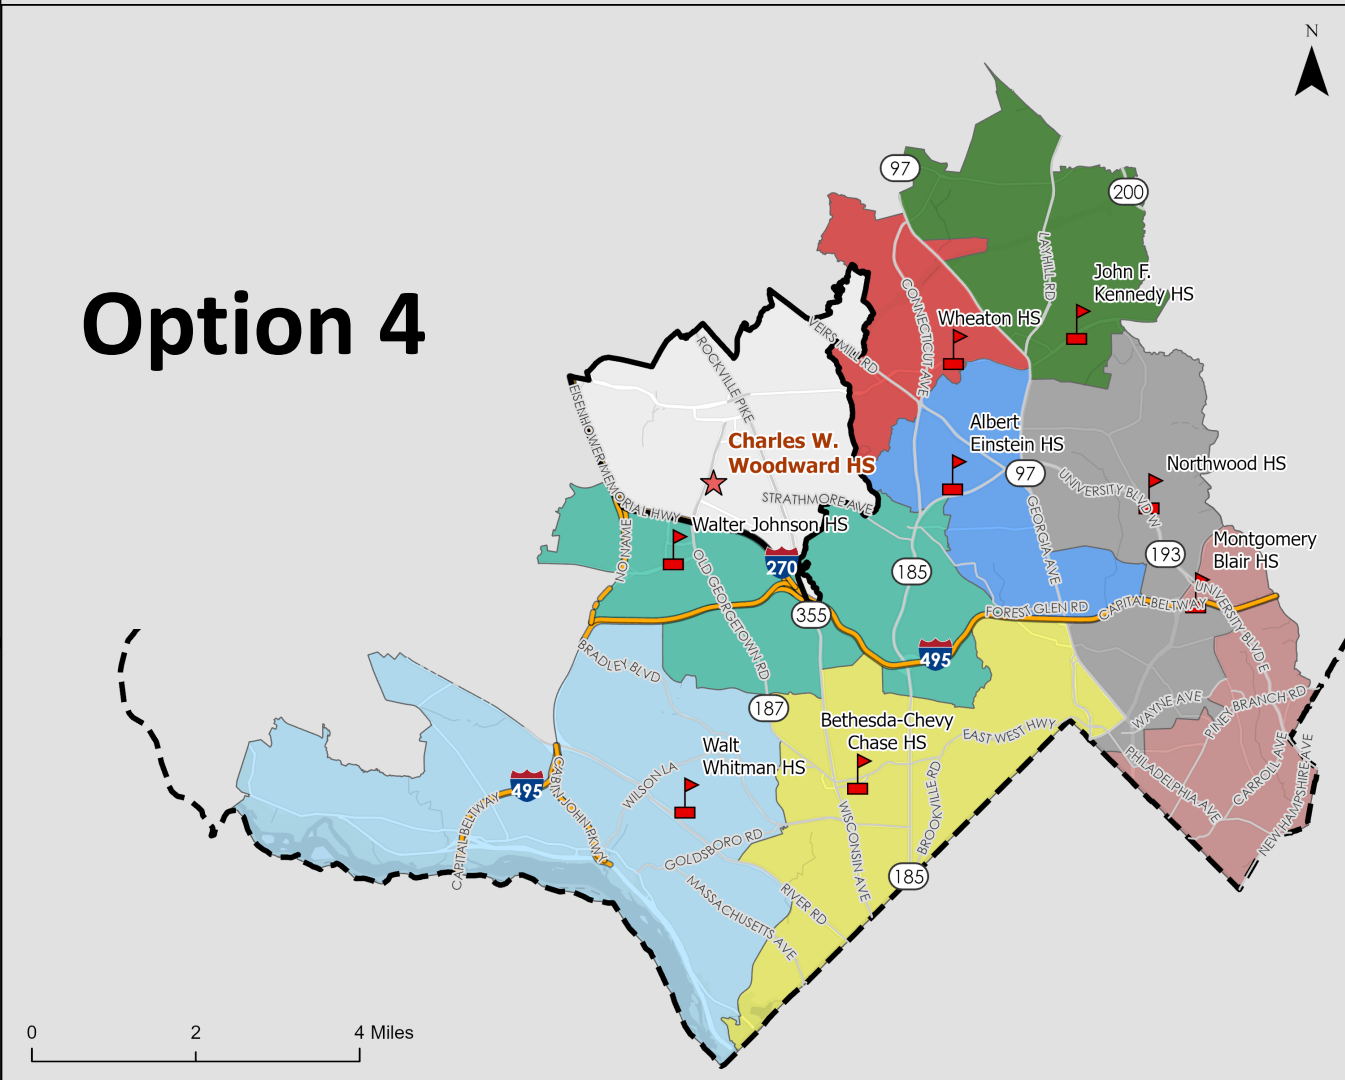 N
97
200
LAYHILL RD
John F.
Kennedy HS
CONNECTICUT AVE
Wheaton HS
Option 4
VEIRS MILL RD
ROCKVILLE PIKE
EISENHOWER MEMORIAL HWY
Albert
Einstein HS
Charles W.
Woodward HS
97
Northwood HS
UNIVERSITY BLVD W
STRATHMORE AVE
GEORGIA AVE
Walter Johnson HS
NO NAME
OLD GEORGETOWN RD
270
185
193
Montgomery
Blair HS
355
FOREST GLEN RD
CAPITAL BELTWAY
UNIVERSITY BLVD E
495
BRADLEY BLVD
187
WAYNE AVE
PINEY BRANCH RD
Bethesda-Chevy
Chase HS
EAST WEST HWY
Walt
Whitman HS
WILSON LA
495
CAPITAL BELTWAY
CABIN JOHN PKWY
GOLDSBORO RD
WISCONSIN AVE
BROOKVILLE RD
PHILADELPHIA AVE
CARROLL AVE
NEW HAMPSHIRE AVE
185
MASSACHUSETTS AVE
RIVER RD
0 2 4 Miles